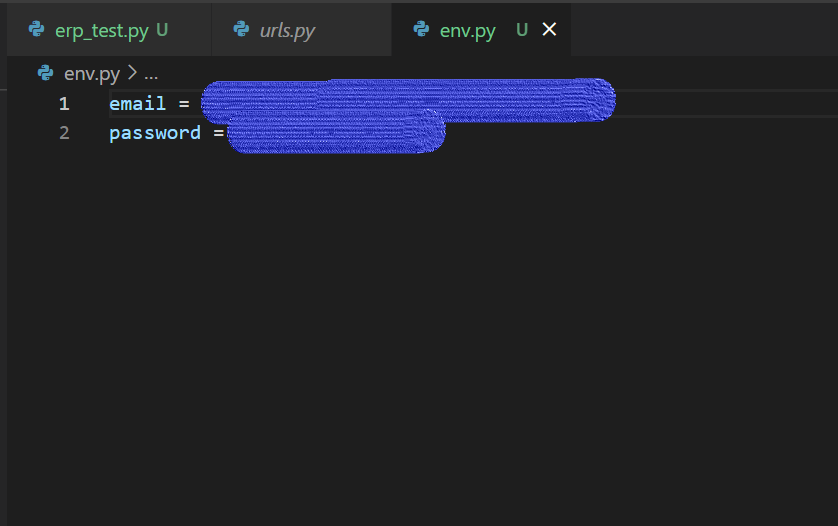 erp_test.py U urls.py env.py U
env.py > ...
1 email =
2 password =